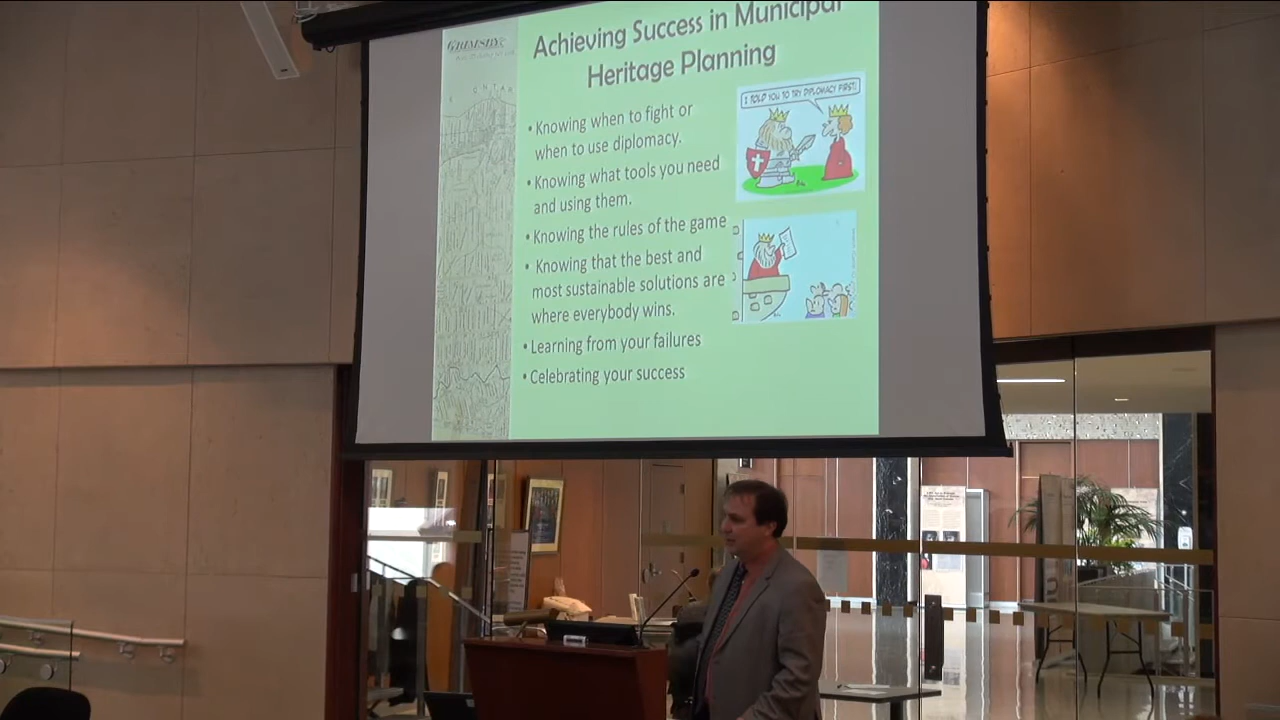 GRIMSBY
Achieving Success in Municipal
Heritage Planning
• Knowing when to fight or
when to use diplomacy.
• Knowing what tools you need
and using them.
• Knowing the rules of the game
• Knowing that the best and
most sustainable solutions are
where everybody wins.
• Learning from your failures
• Celebrating your success
I TOLD YOU TO TRY DIPLOMACY FIRST!